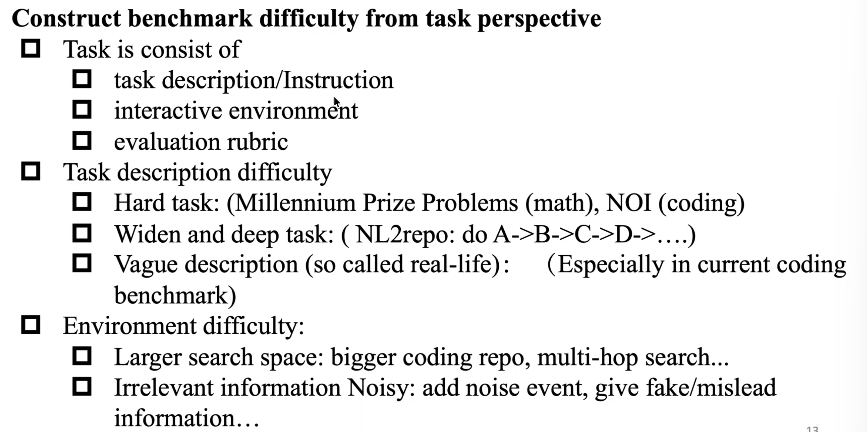 Construct benchmark difficulty from task perspective
Task is consist of
task description/Instruction
interactive environment
evaluation rubric
Task description difficulty
Hard task: (Millennium Prize Problems (math), NOI (coding)
Widen and deep task: ( NL2repo: do A->B->C->D->….)
Vague description (so called real-life): （Especially in current coding
benchmark)
Environment difficulty:
Larger search space: bigger coding repo, multi-hop search...
Irrelevant information Noisy: add noise event, give fake/mislead
information…
13